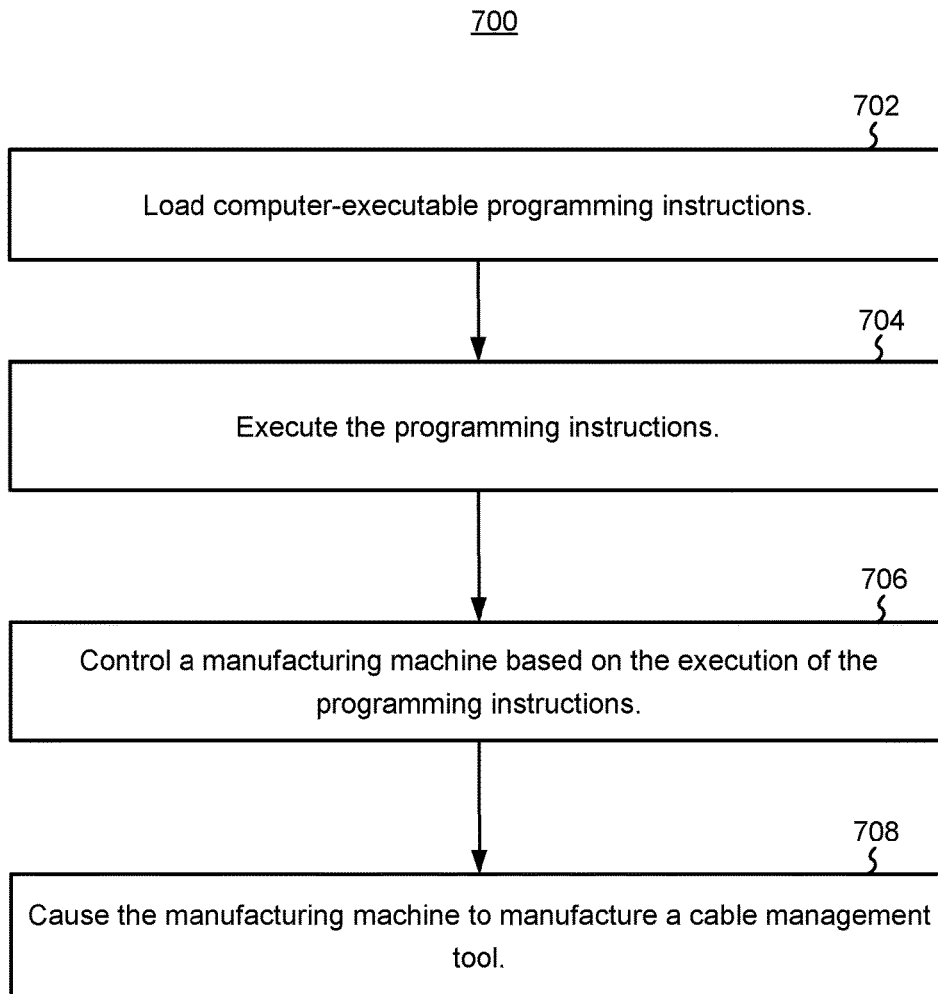 700
702
Load computer-executable programming instructions.
704
Execute the programming instructions.
706
Control a manufacturing machine based on the execution of the
programming instructions.
708
Cause the manufacturing machine to manufacture a cable management
tool.